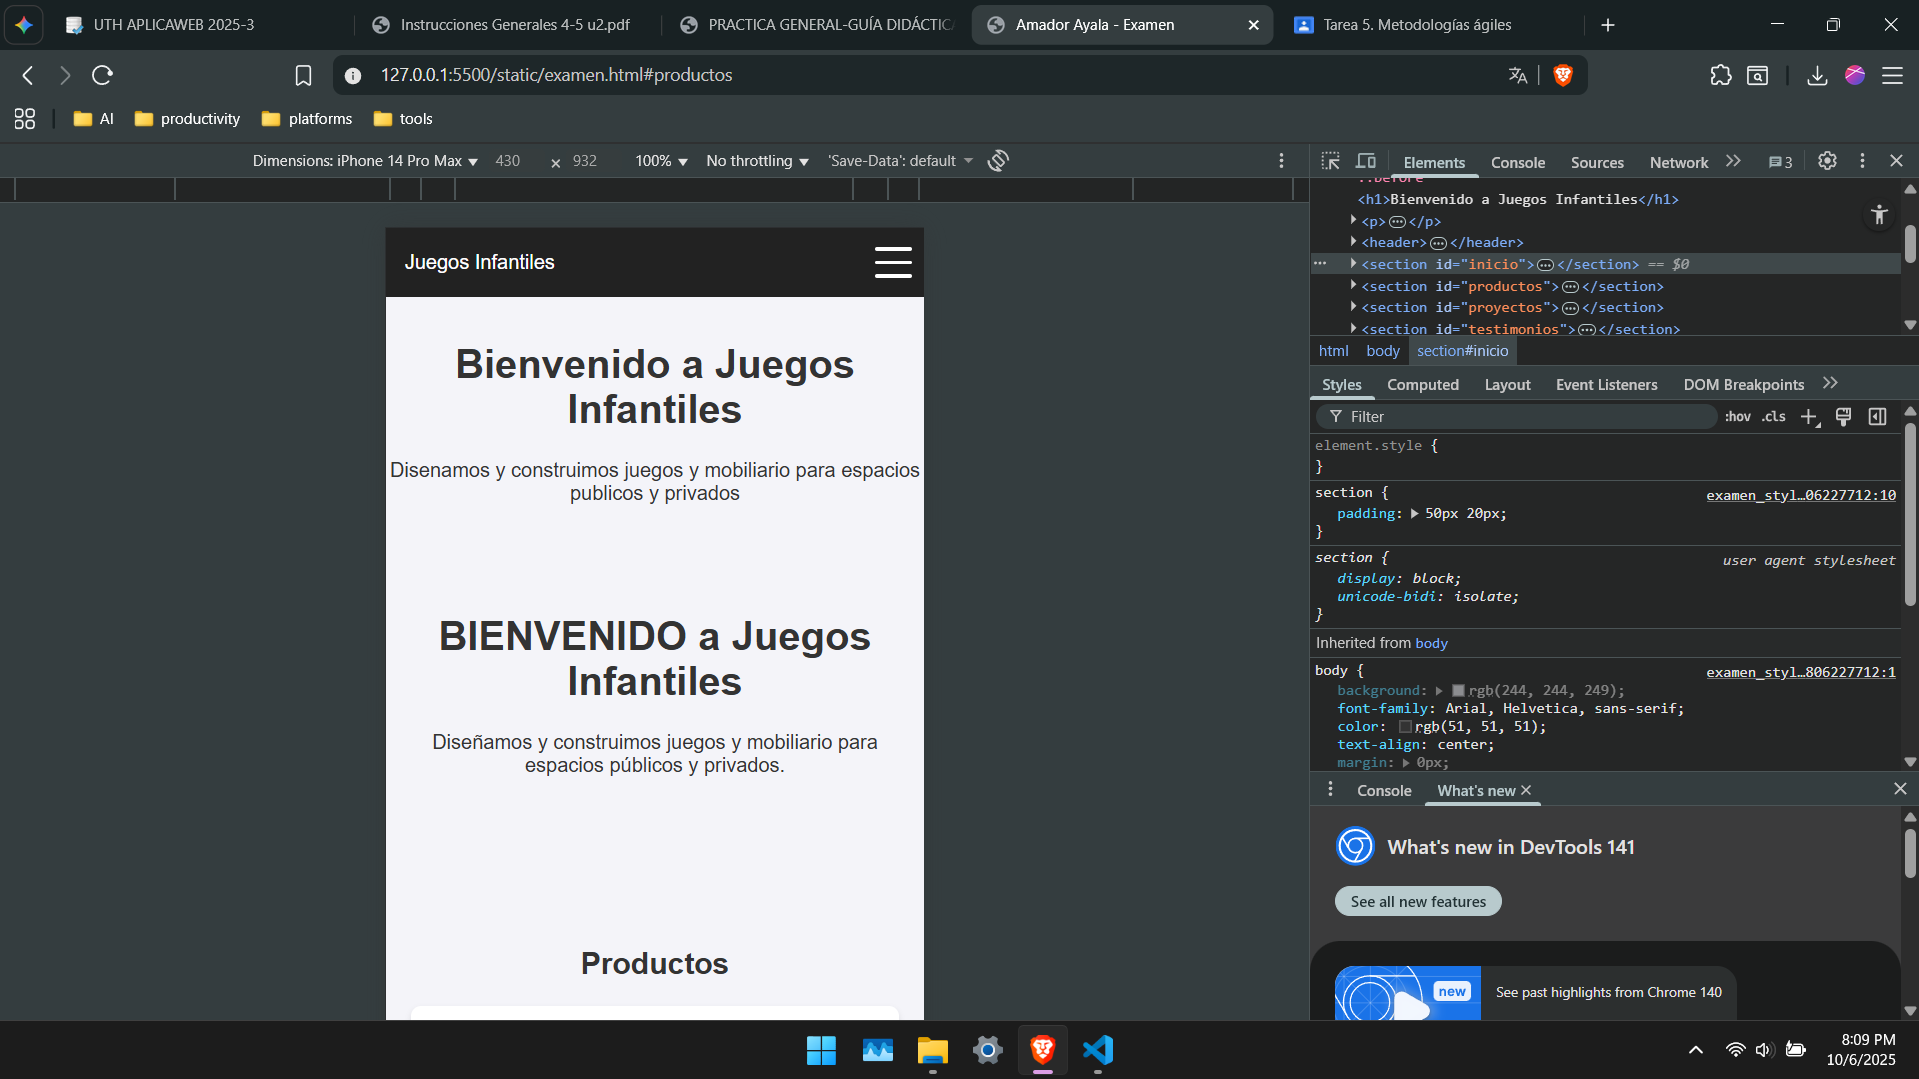 UTH APLICAWEB 2025-3
Instrucciones Generales 4-5 u2.pdf
PRACTICA GENERAL-GUÍA DIDÁCTIC
Amador Ayala - Examen
Tarea 5. Metodologías ágiles
127.0.0.1:5500/static/examen.html#productos
AI
productivity
platforms
tools
Dimensions: iPhone 14 Pro Max
430
×
932
100%
No throttling
'Save-Data': default
Elements
Console
Sources
Network
3
Juegos Infantiles
Bienvenido a Juegos
Infantiles
Disenamos y construimos juegos y mobiliario para espacios
publicos y privados
BIENVENIDO a Juegos
Infantiles
Diseñamos y construimos juegos y mobiliario para
espacios públicos y privados.
Productos
::before
<h1>Bienvenido a Juegos Infantiles</h1>
<p>…</p>
<header>…</header>
<section id="inicio">…</section> == $0
<section id="productos">…</section>
<section id="proyectos">…</section>
<section id="testimonios">…</section>
html
body
section#inicio
Styles
Computed
Layout
Event Listeners
DOM Breakpoints
Filter
:hov
.cls
element.style {
}
section {
examen_styl…06227712:10
padding: 50px 20px;
}
section {
user agent stylesheet
display: block;
unicode-bidi: isolate;
}
Inherited from body
body {
examen_styl…806227712:1
background: rgb(244, 244, 249);
font-family: Arial, Helvetica, sans-serif;
color: rgb(51, 51, 51);
text-align: center;
margin: 0px;
Console
What's new
What's new in DevTools 141
See all new features
new
See past highlights from Chrome 140
8:09 PM
10/6/2025